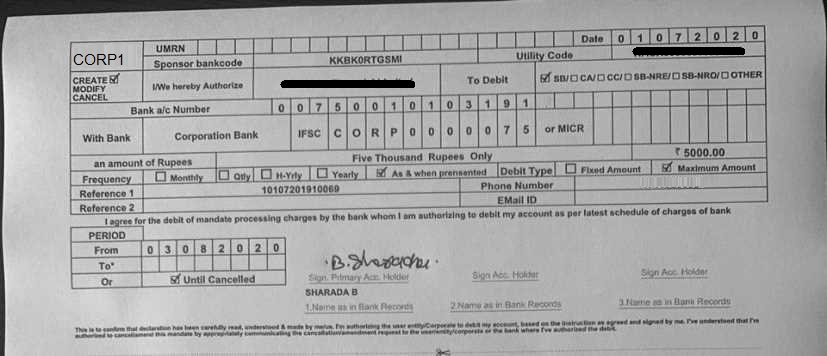 Date 0 1 0 7 2 0 2 0
CORP1 UMRN
Sponsor bankcode KKBK0RTGSMI Utility Code
CREATE ☑
MODIFY
CANCEL
I/We hereby Authorize To Debit ☑ SB/☐ CA/☐ CC/☐ SB-NRE/☐ SB-NRO/☐ OTHER
Bank a/c Number 0 0 7 5 0 0 1 0 1 0 3 1 9 1
With Bank Corporation Bank IFSC C O R P 0 0 0 0 0 7 5 or MICR
an amount of Rupees Five Thousand Rupees Only ₹ 5000.00
Frequency ☐ Monthly ☐ Qtly ☐ H-Yrly ☐ Yearly ☑ As & when prensented Debit Type ☐ Fixed Amount ☑ Maximum Amount
Reference 1 10107201910069 Phone Number
Reference 2 EMail ID
I agree for the debit of mandate processing charges by the bank whom I am authorizing to debit my account as per latest schedule of charges of bank
PERIOD
From 0 3 0 8 2 0 2 0
To*
Or ☑ Until Cancelled
B. Sharadha.
Sign. Primary Acc. Holder Sign Acc. Holder Sign Acc. Holder
SHARADA B
1.Name as in Bank Records 2.Name as in Bank Records 3.Name as in Bank Records
This is to confirm that declaration has been carefully read, understood & made by me/us. I'm authorizing the user entity/Corporate to debit my account, based on the instruction as agreed and signed by me. I've understood that I'm
authorized to cancel/amend this mandate by appropriately communicating the cancellation/amendment request to the user/entity/corporate or the bank where I've authorized the debit.